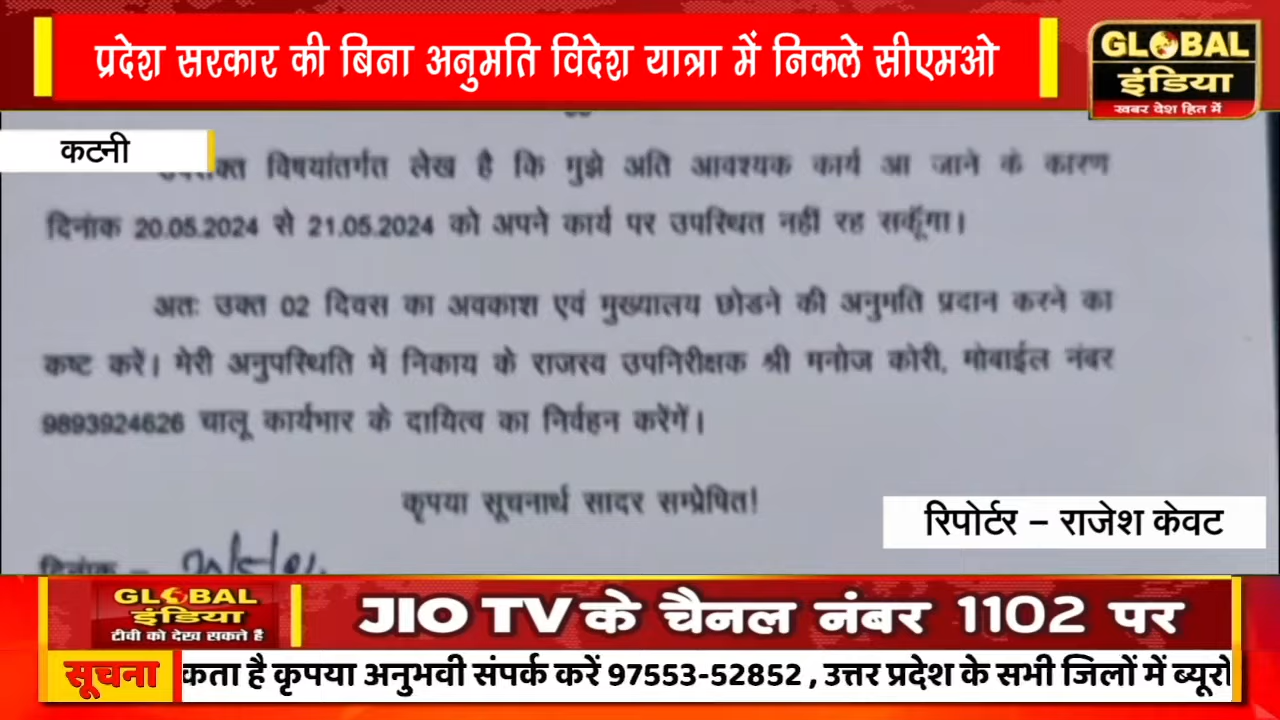 प्रदेश सरकार की बिना अनुमति विदेश यात्रा में निकले सीएमओ
GLOBAL
इंडिया
खबर देश हित में
कटनी
विषयांतर्गत लेख है कि मुझे अति आवश्यक कार्य आ जाने के कारण
दिनांक 20.05.2024 से 21.05.2024 को अपने कार्य पर उपस्थित नहीं रह सकूँगा।
अतः उक्त 02 दिवस का अवकाश एवं मुख्यालय छोडने की अनुमति प्रदान करने का
कष्ट करें। मेरी अनुपस्थिति में निकाय के राजस्व उपनिरीक्षक श्री मनोज कोरी, मोबाईल नंबर
9893924626 चालू कार्यभार के दायित्व का निर्वहन करेंगें।
कृपया सूचनार्थ सादर सम्प्रेषित!
रिपोर्टर – राजेश केवट
दिनांक –
GLOBAL
इंडिया
टीवी को देख सकते है
JIO TV के चैनल नंबर 1102 पर
सूचना
कता है कृपया अनुभवी संपर्क करें 97553-52852 , उत्तर प्रदेश के सभी जिलों में ब्यूरो